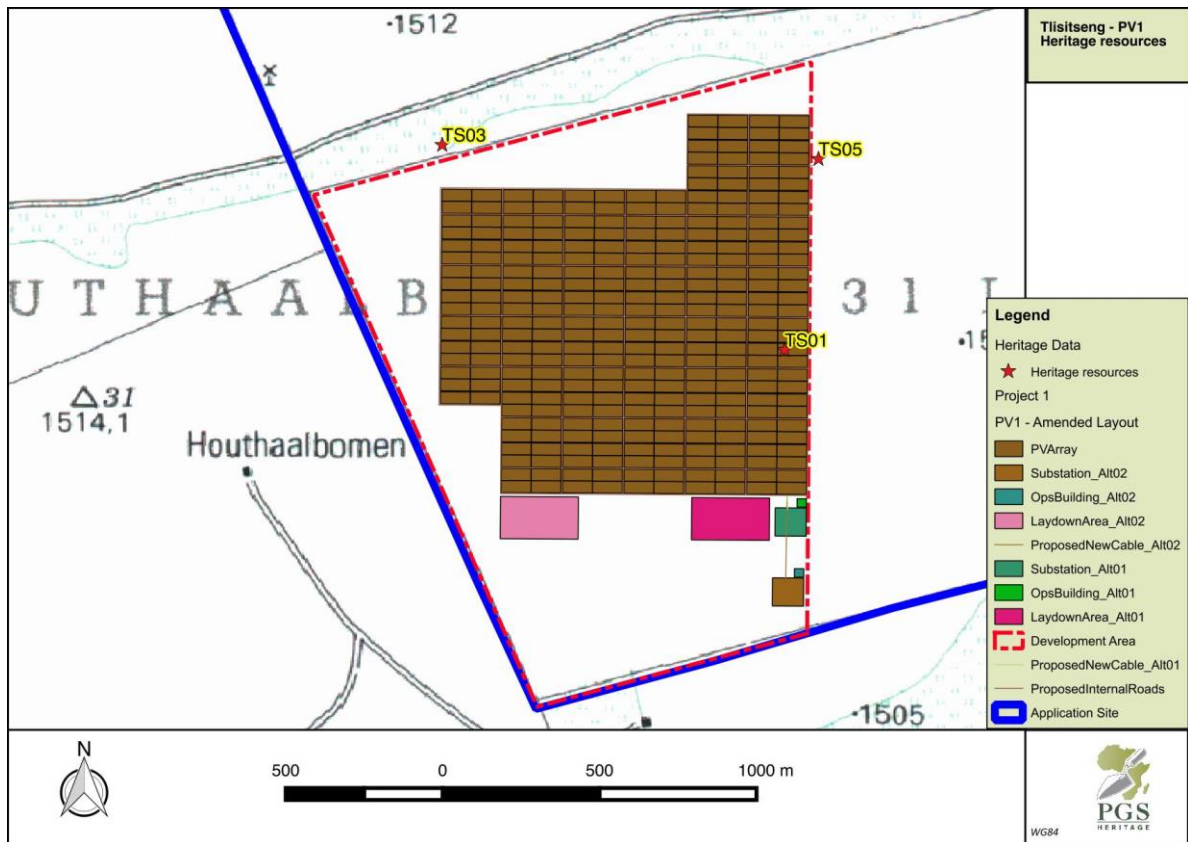 Tlisitseng - PV1
Heritage resources
1512
TS03
TS05
UTHAALB 31
TS01
31
1514,1
Houthaalbomen
1505
Legend
Heritage Data
Heritage resources
Project 1
PV1 - Amended Layout
PVArray
Substation_Alt02
OpsBuilding_Alt02
LaydownArea_Alt02
ProposedNewCable_Alt02
Substation_Alt01
OpsBuilding_Alt01
LaydownArea_Alt01
Development Area
ProposedNewCable_Alt01
ProposedInternalRoads
Application Site
N
500 0 500 1000 m
PGS
HERITAGE
WG84